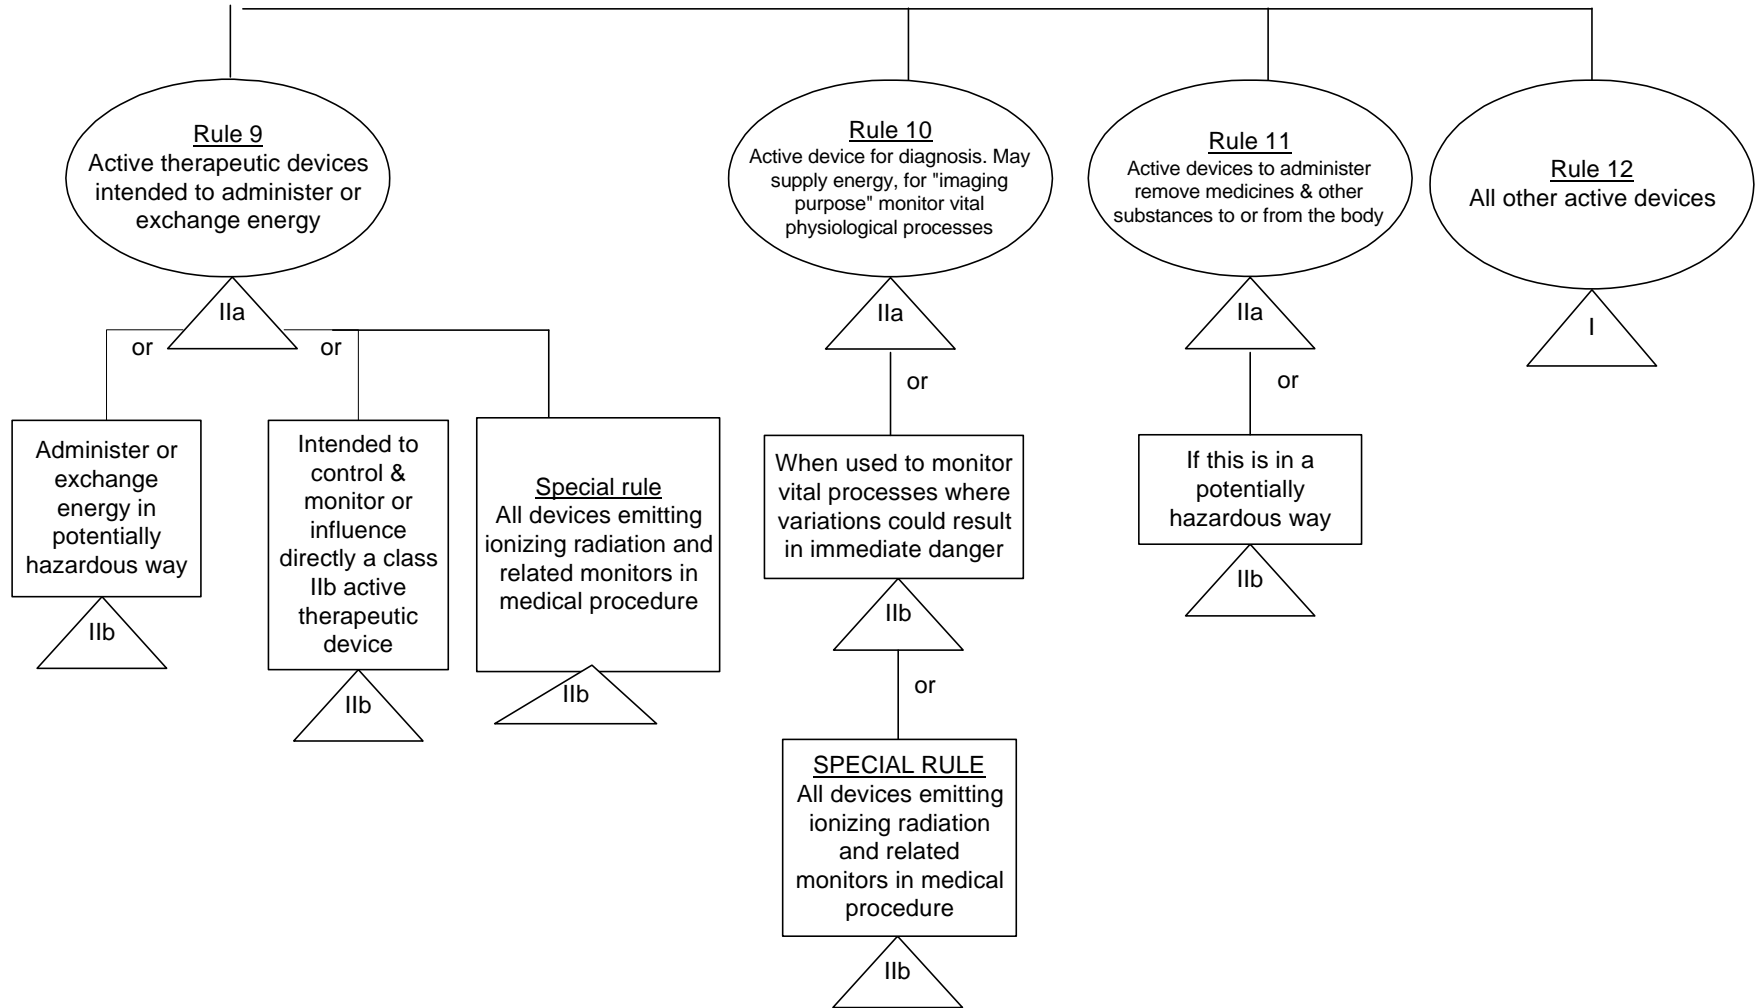 Rule 9
Active therapeutic devices
intended to administer or
exchange energy
IIa
or
or
Administer or
exchange
energy in
potentially
hazardous way
IIb
Intended to
control &
monitor or
influence
directly a class
IIb active
therapeutic
device
IIb
Special rule
All devices emitting
ionizing radiation and
related monitors in
medical procedure
IIb
Rule 10
Active device for diagnosis. May
supply energy, for "imaging
purpose" monitor vital
physiological processes
IIa
or
When used to monitor
vital processes where
variations could result
in immediate danger
IIb
or
SPECIAL RULE
All devices emitting
ionizing radiation
and related
monitors in medical
procedure
IIb
Rule 11
Active devices to administer
remove medicines & other
substances to or from the body
IIa
or
If this is in a
potentially
hazardous way
IIb
Rule 12
All other active devices
I